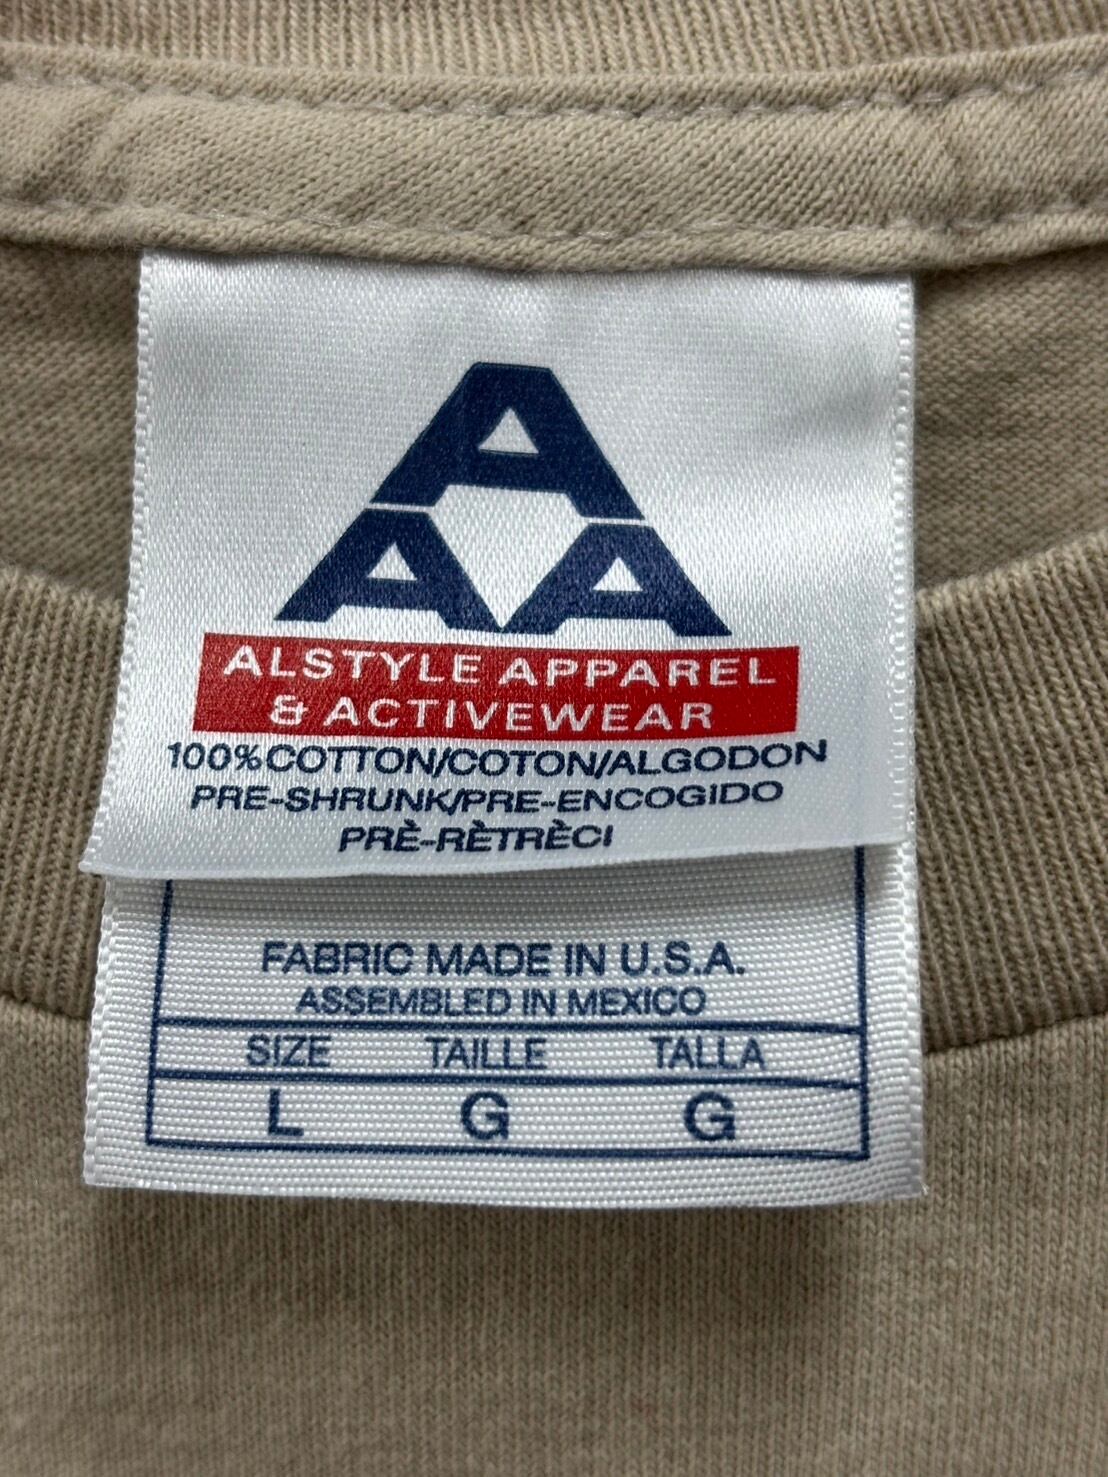 A
AA
ALSTYLE APPAREL
& ACTIVEWEAR
100%COTTON/COTON/ALGODON
PRE-SHRUNK/PRE-ENCOGIDO
PRÈ-RÈTRÈCI
FABRIC MADE IN U.S.A.
ASSEMBLED IN MEXICO
SIZE TAILLE TALLA
L G G